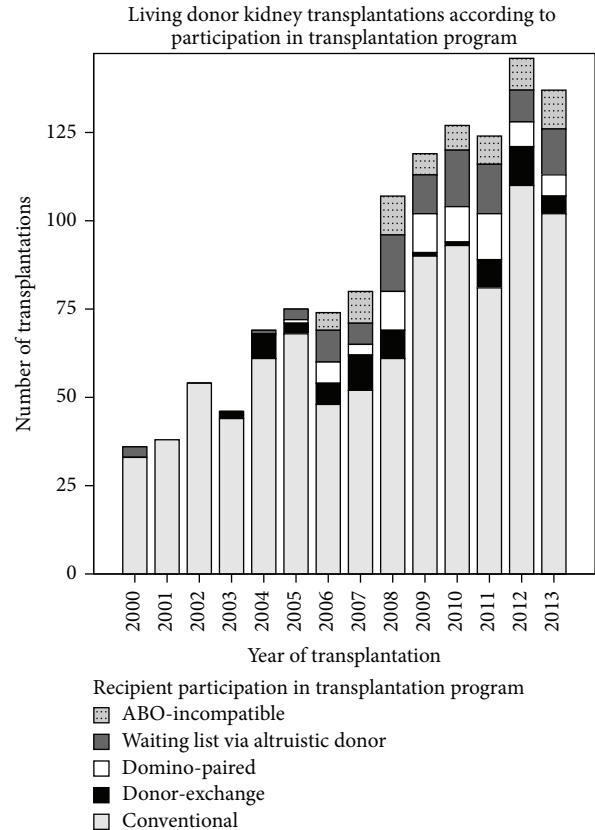 Living donor kidney transplantations according to
participation in transplantation program
Number of transplantations
125
100
75
50
25
0
2000
2001
2002
2003
2004
2005
2006
2007
2008
2009
2010
2011
2012
2013
Year of transplantation
Recipient participation in transplantation program
ABO-incompatible
Waiting list via altruistic donor
Domino-paired
Donor-exchange
Conventional